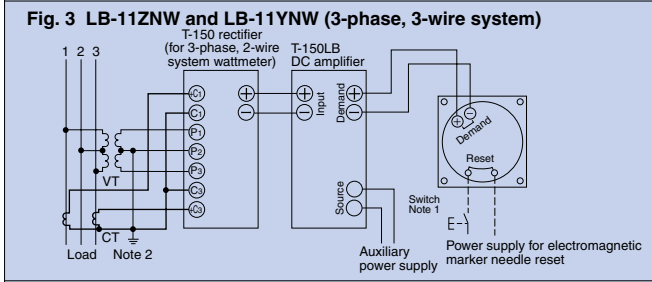 Fig. 3 LB-11ZNW and LB-11YNW (3-phase, 3-wire system)
T-150 rectifier
(for 3-phase, 2-wire
system wattmeter)
T-150LB
DC amplifier
1 2 3
+C1
C1
P1
P2
P3
C3
+C3
+
−
+
−
Input
Demand
+
−
Source
+
−
Demand
Reset
VT
CT
Load
Note 2
Auxiliary
power supply
Switch
Note 1
E
Power supply for electromagnetic
marker needle reset